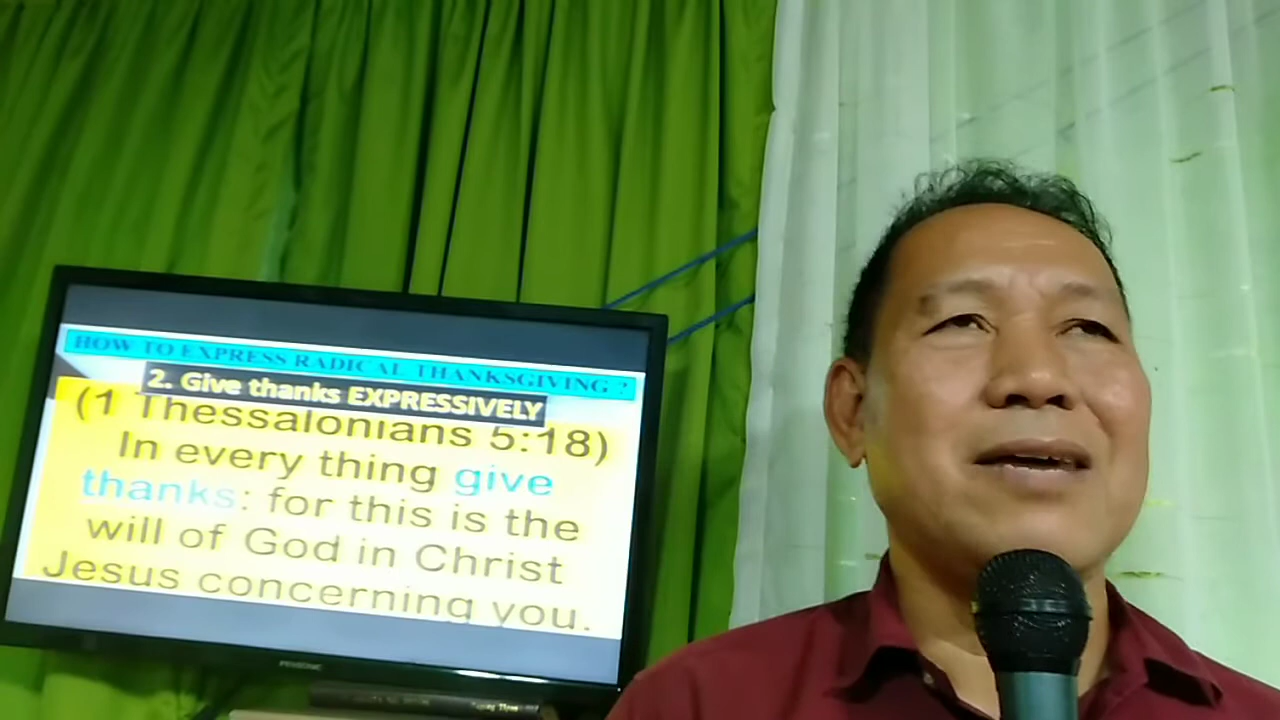 HOW TO EXPRESS RADICAL THANKSGIVING ?
2. Give thanks EXPRESSIVELY
(1 Thessalonians 5:18)
In every thing give
thanks: for this is the
will of God in Christ
Jesus concerning you.